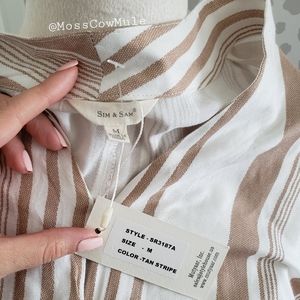 @MossCowMule
SIM & SAM
M
STYLE -SR3187A
SIZE - M
COLOR -TAN STRIPE